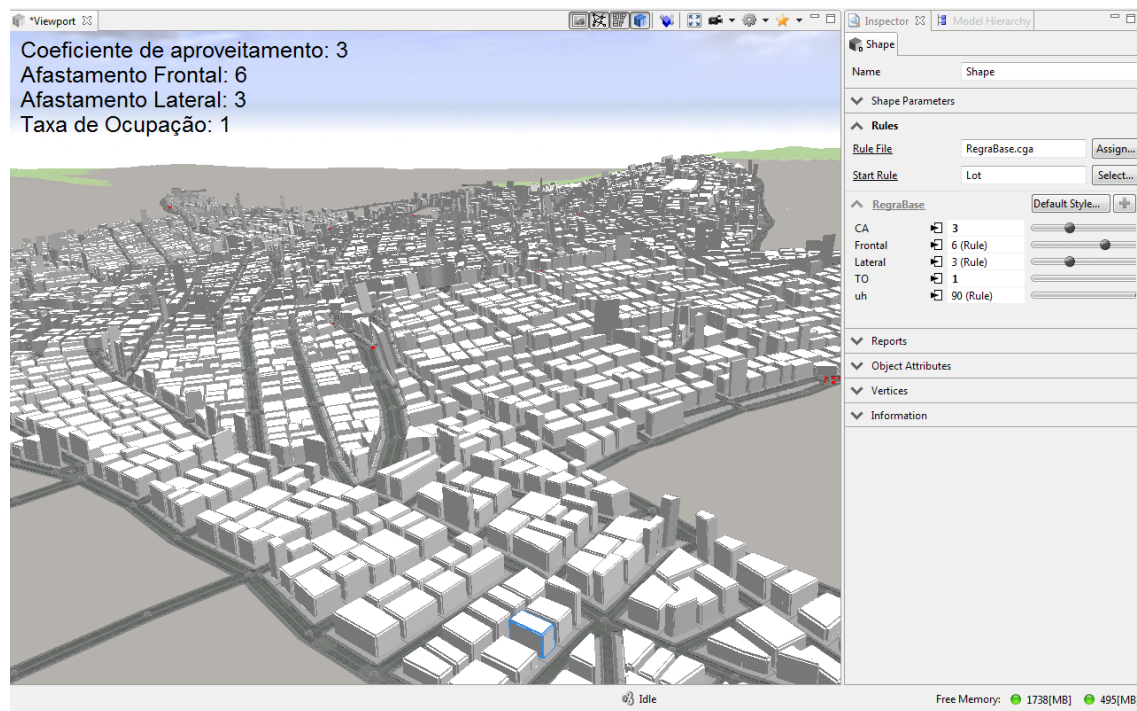 *Viewport
Coeficiente de aproveitamento: 3
Afastamento Frontal: 6
Afastamento Lateral: 3
Taxa de Ocupação: 1
Inspector
Model Hierarchy
Shape
Name Shape
Shape Parameters
Rules
Rule File RegraBase.cga Assign...
Start Rule Lot Select...
RegraBase Default Style...
CA 3
Frontal 6 (Rule)
Lateral 3 (Rule)
TO 1
uh 90 (Rule)
Reports
Object Attributes
Vertices
Information
Idle Free Memory: 1738[MB] 495[MB